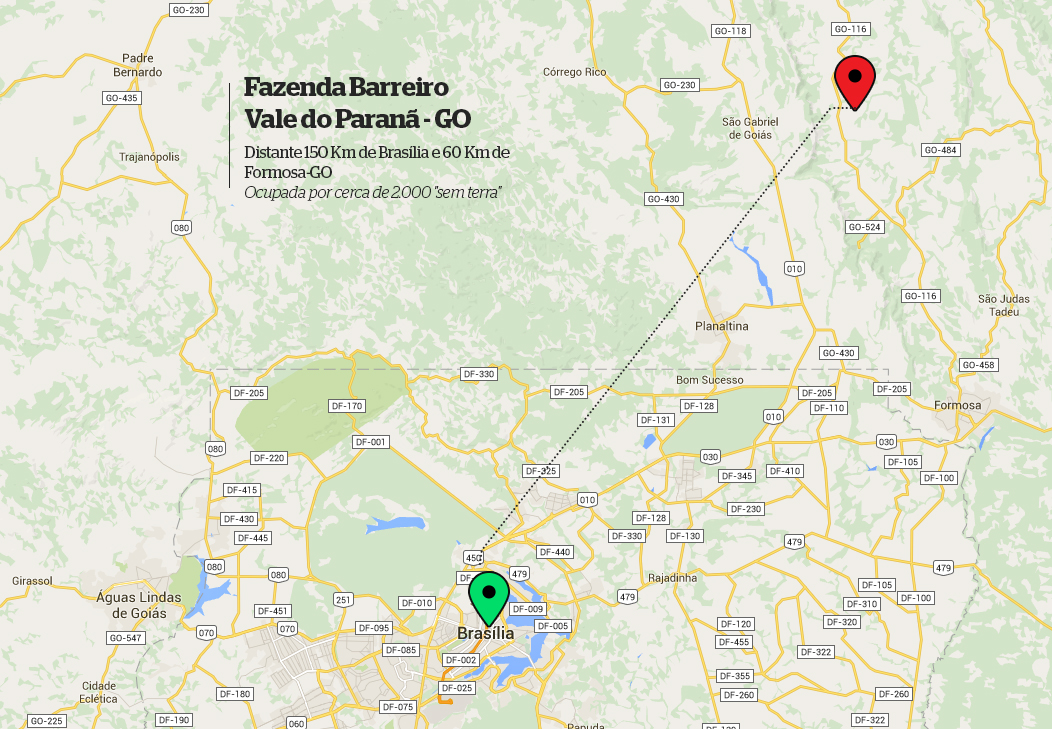 GO-230
GO-118
GO-116
Padre
Bernardo
Córrego Rico
GO-230
GO-435
Fazenda Barreiro
Vale do Paranã - GO
Distante 150 Km de Brasília e 60 Km de
Formosa-GO
Ocupada por cerca de 2.000 "sem terra"
São Gabriel
de Goiás
GO-484
Trajanópolis
GO-430
080
GO-524
010
GO-116
São Judas
Tadeu
Planaltina
GO-430
GO-458
DF-330
Bom Sucesso
DF-205
DF-205
DF-205
DF-205
DF-170
DF-128
DF-110
Formosa
DF-131
010
DF-001
080
030
030
DF-220
DF-105
DF-325
DF-345
DF-410
DF-100
DF-415
010
DF-230
DF-430
DF-128
DF-445
DF-330
DF-130
479
450
DF-440
080
080
479
479
Girassol
Rajadinha
DF-105
Águas Lindas
de Goiás
251
DF-010
479
DF-100
DF-310
DF-451
DF-009
DF-320
GO-547
070
070
DF-095
Brasília
DF-005
DF-120
DF-455
DF-085
DF-002
DF-322
DF-355
Cidade
Eclética
DF-180
DF-025
DF-260
DF-260
DF-075
GO-225
DF-190
060
Papuda
DF-322